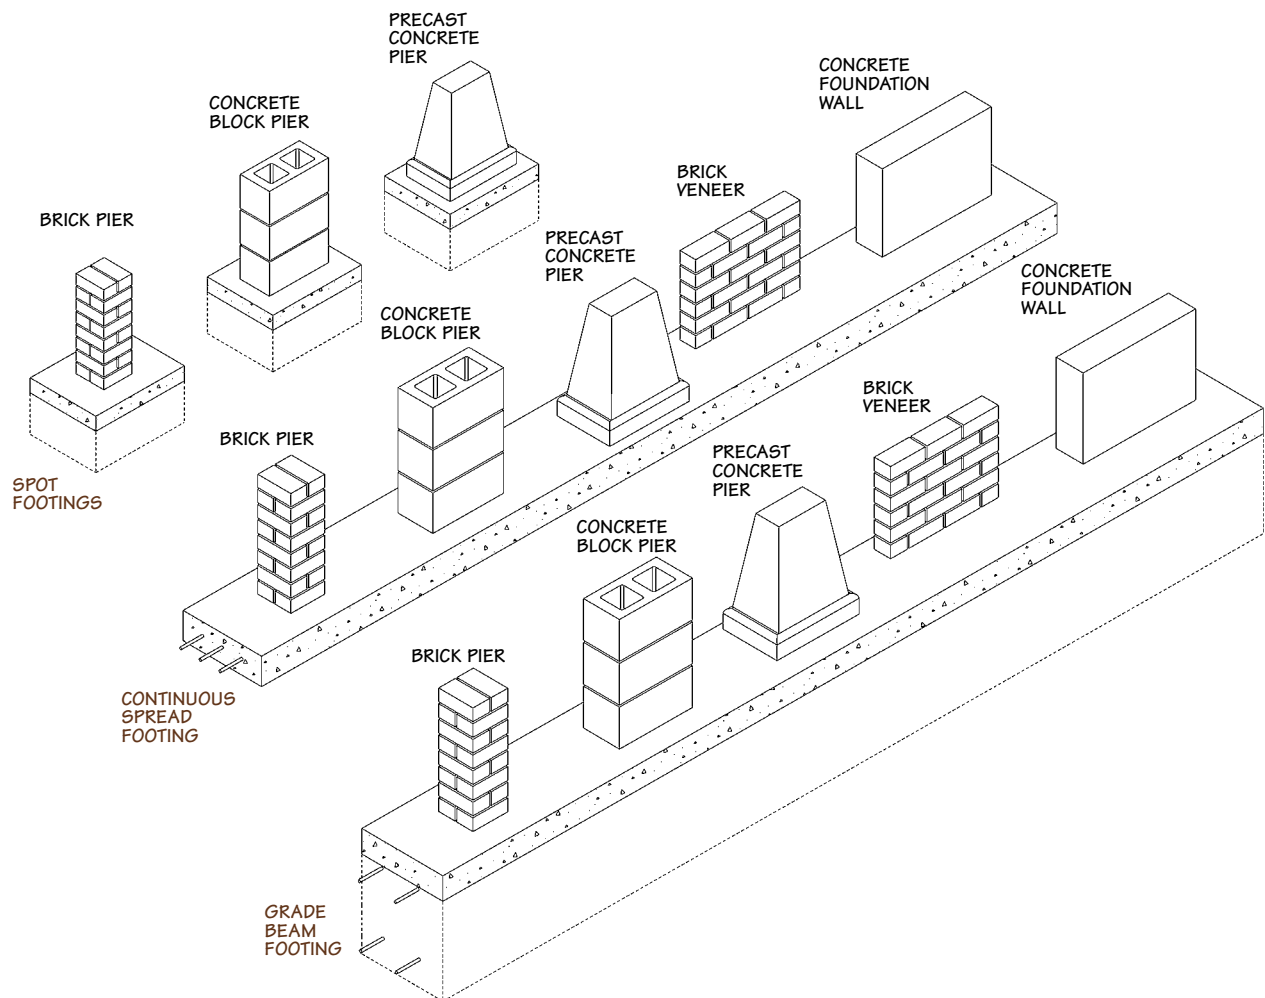 PRECAST
CONCRETE
PIER
CONCRETE
FOUNDATION
WALL
CONCRETE
BLOCK PIER
BRICK
VENEER
BRICK PIER
PRECAST
CONCRETE
PIER
CONCRETE
FOUNDATION
WALL
CONCRETE
BLOCK PIER
BRICK
VENEER
BRICK PIER
PRECAST
CONCRETE
PIER
SPOT
FOOTINGS
CONCRETE
BLOCK PIER
BRICK PIER
CONTINUOUS
SPREAD
FOOTING
GRADE
BEAM
FOOTING